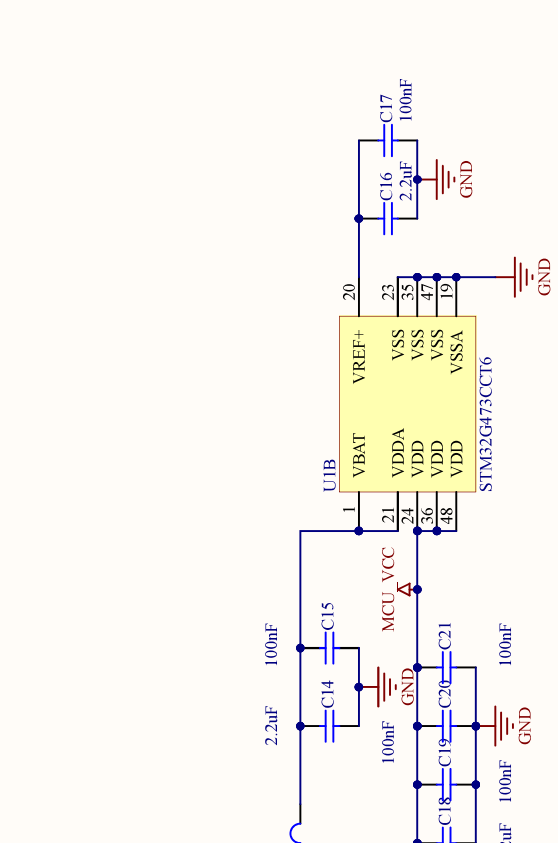 C17
100nF
C16
2.2uF
GND
GND
20
23
35
47
19
VREF+
VSS
VSS
VSS
VSSA
VBAT
VDDA
VDD
VDD
VDD
U1B
STM32G473CCT6
1
21
24
36
48
MCU_VCC
100nF
C15
2.2uF
C14
GND
C21
100nF
C20
100nF
GND
C19
100nF
C18
uF